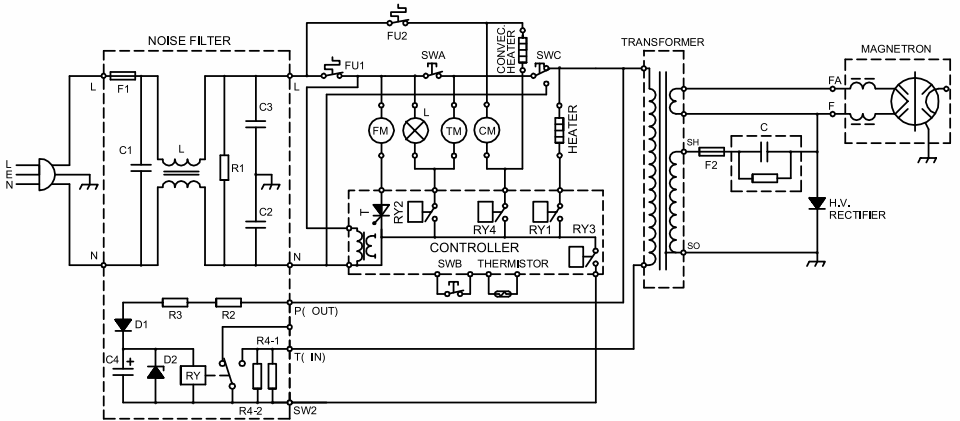 NOISE FILTER
FU2
CONVEC.
HEATER
FU1
SWA
SWC
TRANSFORMER
MAGNETRON
L
F1
L
FA
F
C3
C1
L
R1
C2
FM
L
TM
CM
HEATER
SH
F2
C
L
E
N
T
RY2
RY4
RY1
RY3
H.V.
RECTIFIER
N
N
CONTROLLER
SO
SWB
THERMISTOR
R3
R2
P( OUT)
D1
R4-1
T( IN)
C4
+
D2
RY
R4-2
SW2